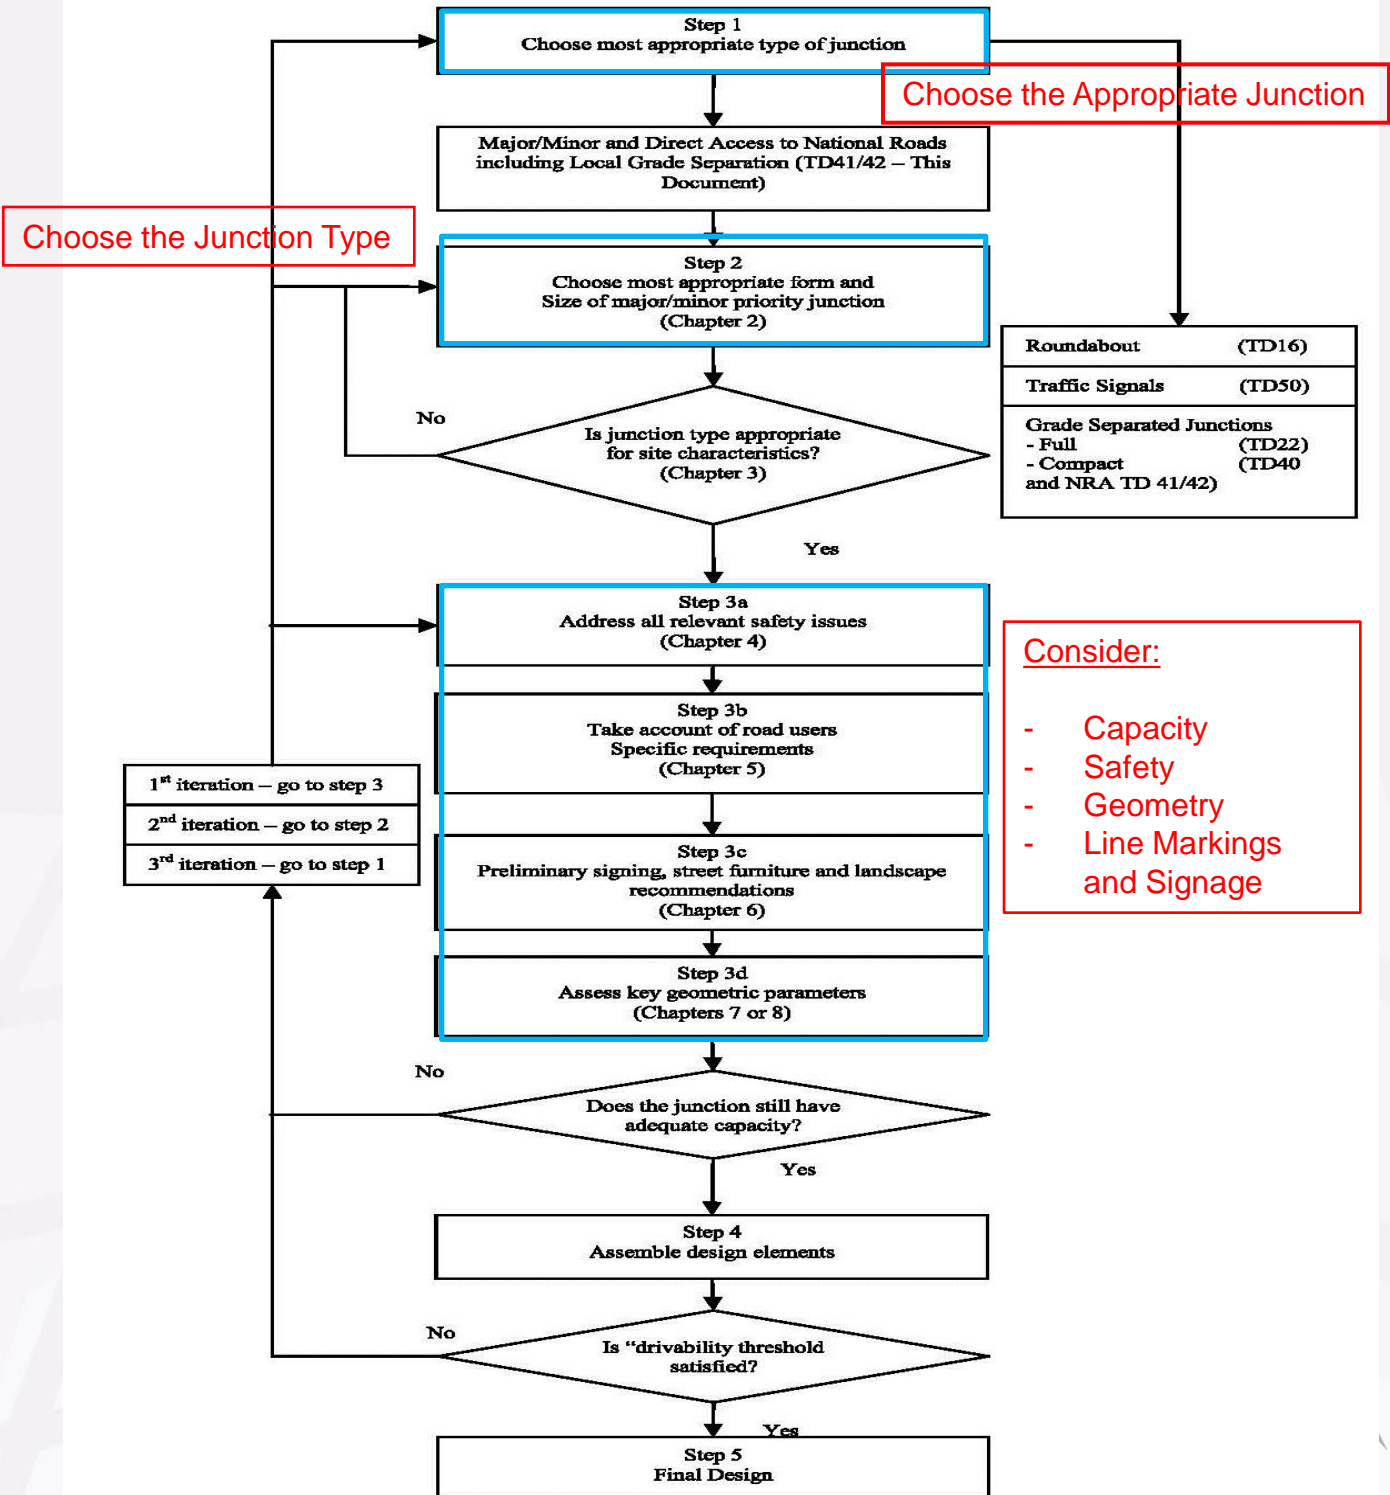 Step 1
Choose most appropriate type of junction
Choose the Appropriate Junction
Major/Minor and Direct Access to National Roads
including Local Grade Separation (TD41/42 – This
Document)
Choose the Junction Type
Step 2
Choose most appropriate form and
Size of major/minor priority junction
(Chapter 2)
Roundabout (TD16)
Traffic Signals (TD50)
Grade Separated Junctions
- Full (TD22)
- Compact (TD40
and NRA TD 41/42)
No
Is junction type appropriate
for site characteristics?
(Chapter 3)
Yes
Step 3a
Address all relevant safety issues
(Chapter 4)
Consider:
- Capacity
- Safety
- Geometry
- Line Markings
and Signage
Step 3b
Take account of road users
Specific requirements
(Chapter 5)
1st iteration – go to step 3
2nd iteration – go to step 2
3rd iteration – go to step 1
Step 3c
Preliminary signing, street furniture and landscape
recommendations
(Chapter 6)
Step 3d
Assess key geometric parameters
(Chapters 7 or 8)
No
Does the junction still have
adequate capacity?
Yes
Step 4
Assemble design elements
No
Is “drivability threshold
satisfied?
Yes
Step 5
Final Design